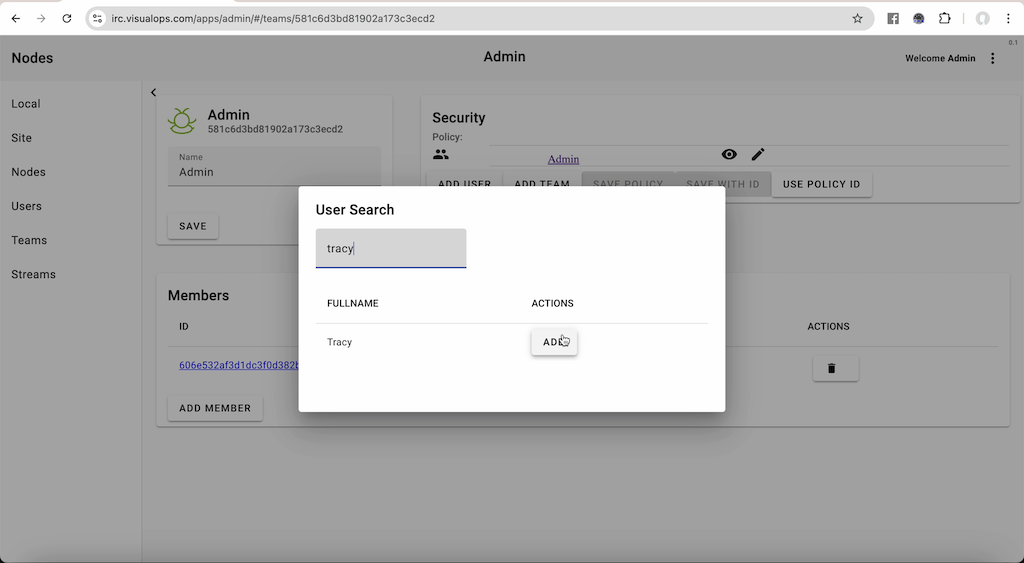 irc.visualops.com/apps/admin/#/teams/581c6d3bd81902a173c3ecd2
0.1
Nodes
Admin
Welcome Admin
Local
Site
Nodes
Users
Teams
Streams
Admin
581c6d3bd81902a173c3ecd2
Name
Admin
SAVE
Security
Policy:
Admin
ADD USER
ADD TEAM
SAVE POLICY
SAVE WITH ID
USE POLICY ID
User Search
tracy
FULLNAME
ACTIONS
Tracy
ADD
Members
ID
ACTIONS
606e532af3d1dc3f0d382b
ADD MEMBER